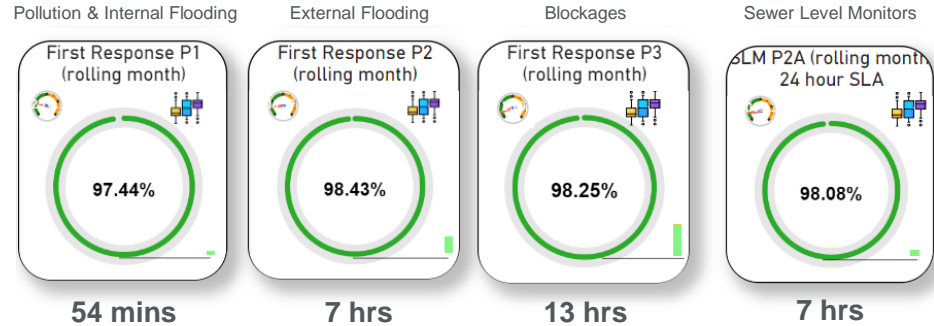 Pollution & Internal Flooding
External Flooding
Blockages
Sewer Level Monitors
First Response P1
(rolling month)
97.44%
54 mins
First Response P2
(rolling month)
98.43%
7 hrs
First Response P3
(rolling month)
98.25%
13 hrs
SLM P2A (rolling month
24 hour SLA
98.08%
7 hrs